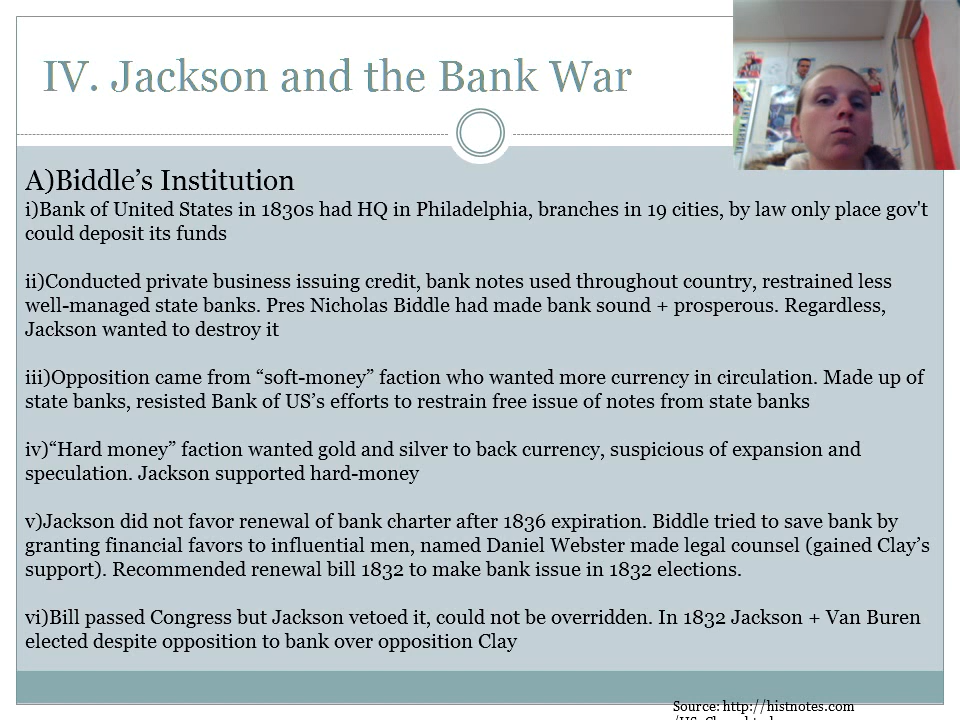 IV. Jackson and the Bank War
A)Biddle's Institution
i)Bank of United States in 1830s had HQ in Philadelphia, branches in 19 cities, by law only place gov't
could deposit its funds
ii)Conducted private business issuing credit, bank notes used throughout country, restrained less
well-managed state banks. Pres Nicholas Biddle had made bank sound + prosperous. Regardless,
Jackson wanted to destroy it
iii)Opposition came from “soft-money” faction who wanted more currency in circulation. Made up of
state banks, resisted Bank of US's efforts to restrain free issue of notes from state banks
iv)“Hard money” faction wanted gold and silver to back currency, suspicious of expansion and
speculation. Jackson supported hard-money
v)Jackson did not favor renewal of bank charter after 1836 expiration. Biddle tried to save bank by
granting financial favors to influential men, named Daniel Webster made legal counsel (gained Clay's
support). Recommended renewal bill 1832 to make bank issue in 1832 elections.
vi)Bill passed Congress but Jackson vetoed it, could not be overridden. In 1832 Jackson + Van Buren
elected despite opposition to bank over opposition Clay
Source: http://histnotes.com